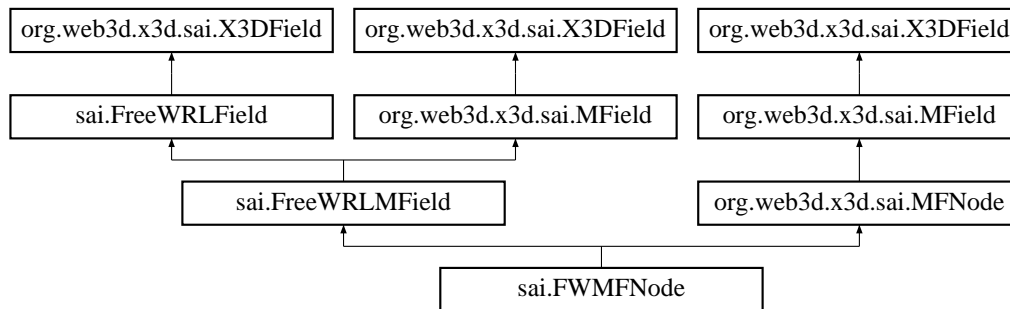 org.web3d.x3d.sai.X3DField
org.web3d.x3d.sai.X3DField
org.web3d.x3d.sai.X3DField
sai.FreeWRLField
org.web3d.x3d.sai.MField
org.web3d.x3d.sai.MField
sai.FreeWRLMField
org.web3d.x3d.sai.MFNode
sai.FWMFNode